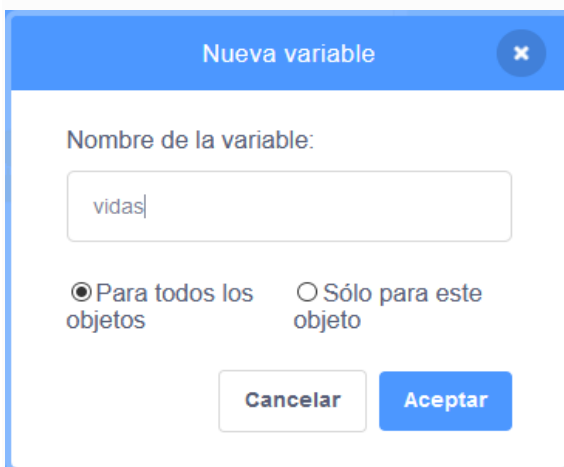 Nueva variable
Nombre de la variable:
vidas
Para todos los objetos
Sólo para este objeto
Cancelar
Aceptar